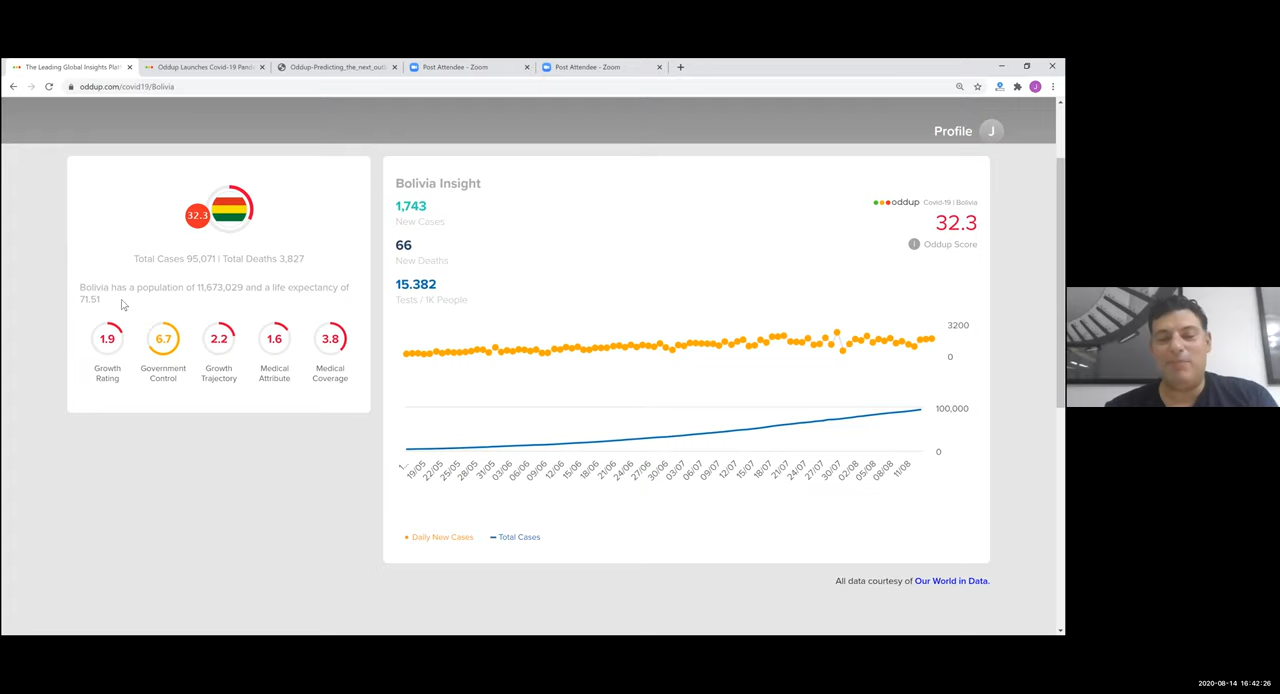 The Leading Global Insights Plat
Oddup Launches Covid-19 Pand
Oddup-Predicting_the_next_out
Post Attendee - Zoom
Post Attendee - Zoom
oddup.com/covid19/Bolivia
J
Profile J
32.3
Total Cases 95,071 | Total Deaths 3,827
Bolivia has a population of 11,673,029 and a life expectancy of
71.51
1.9 6.7 2.2 1.6 3.8
Growth Government Growth Medical Medical
Rating Control Trajectory Attribute Coverage
Bolivia Insight
1,743
New Cases
66
New Deaths
15.382
Tests / 1K People
oddup Covid-19 | Bolivia
32.3
i Oddup Score
3200
0
100,000
0
1... 19/05 22/05 25/05 28/05 31/05 03/06 06/06 09/06 12/06 15/06 18/06 21/06 24/06 27/06 30/06 03/07 06/07 09/07 12/07 15/07 18/07 21/07 24/07 27/07 30/07 02/08 05/08 08/08 11/08
Daily New Cases Total Cases
All data courtesy of Our World in Data.
2020-08-14 16:42:26